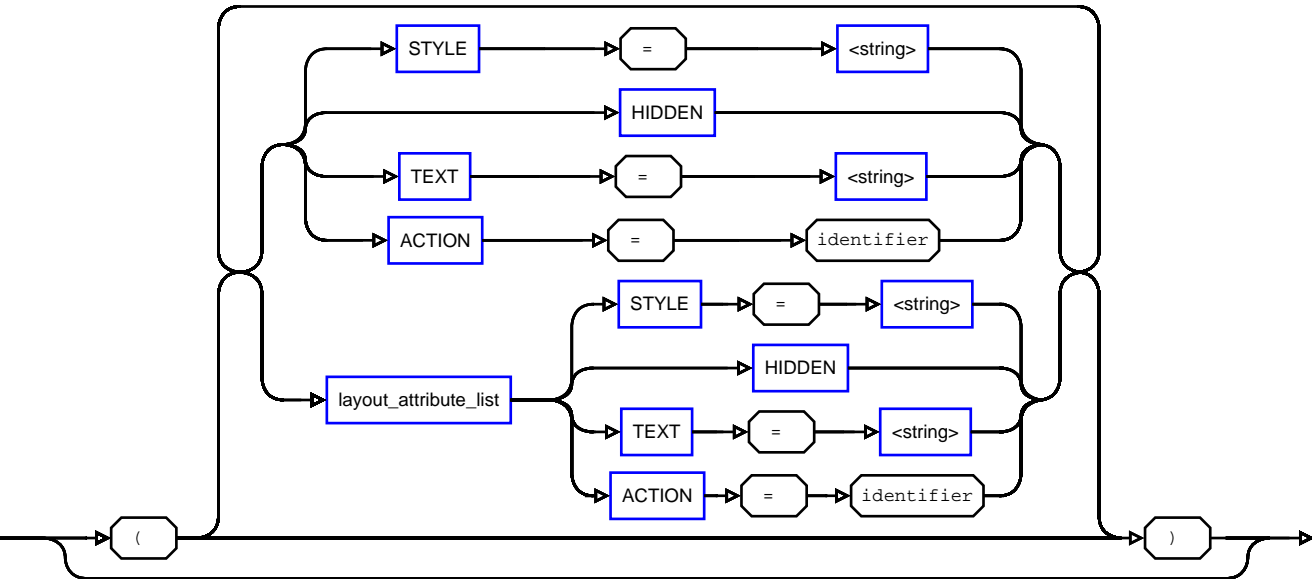 STYLE = <string>
HIDDEN
TEXT = <string>
ACTION = identifier
STYLE = <string>
HIDDEN
layout_attribute_list
TEXT = <string>
ACTION = identifier
( )